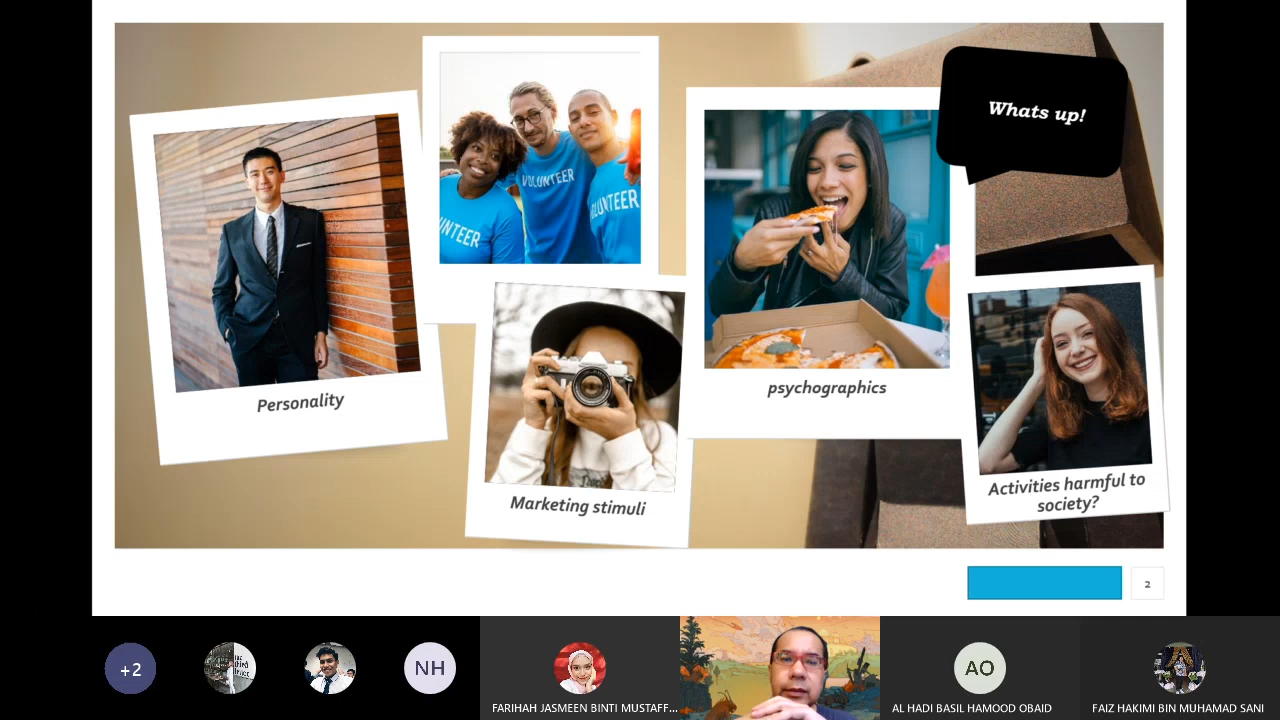 Whats up!
VOLUNTEER
UNTEER
UNTEER
Personality
psychographics
Marketing stimuli
Activities harmful to
society?
2
+2
NH
FARIHAH JASMEEN BINTI MUSTAFF...
AO
AL HADI BASIL HAMOOD OBAID
FAIZ HAKIMI BIN MUHAMAD SANI